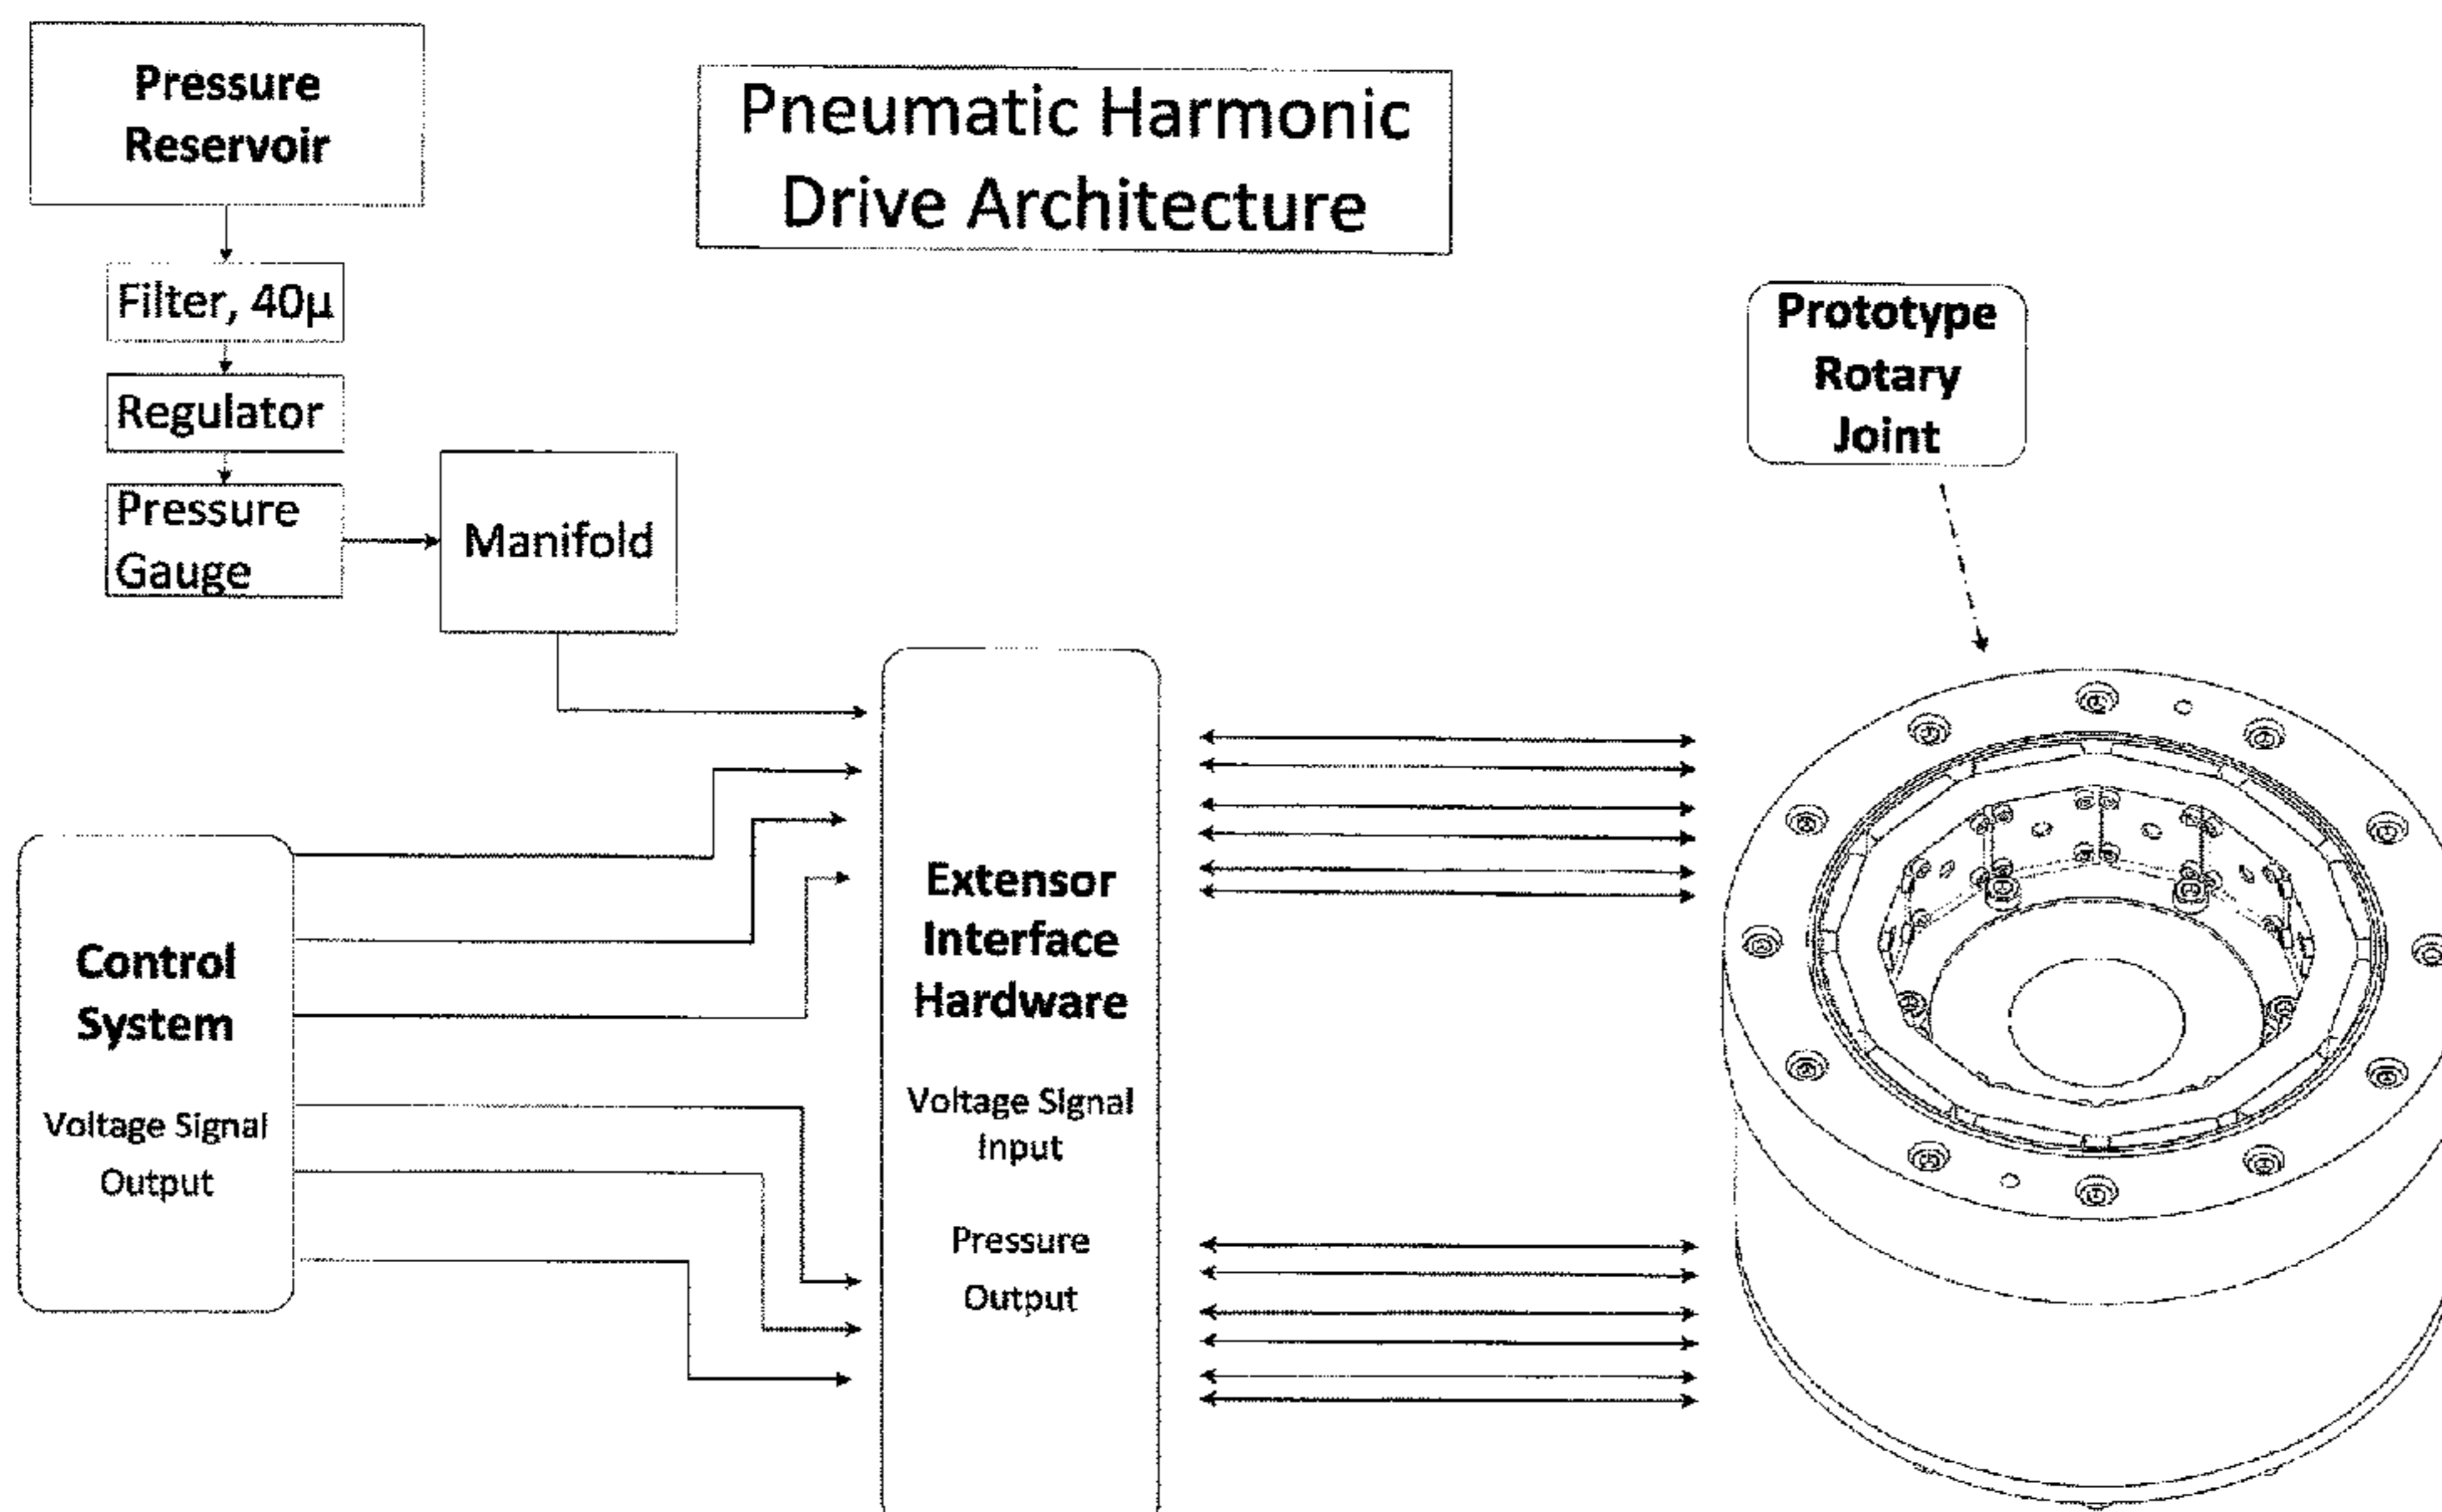 Pressure
Reservoir
Pneumatic Harmonic
Drive Architecture
Filter, 40µ
Regulator
Pressure
Gauge
Manifold
Prototype
Rotary
Joint
Control
System
Voltage Signal
Output
Extensor
Interface
Hardware
Voltage Signal
Input
Pressure
Output